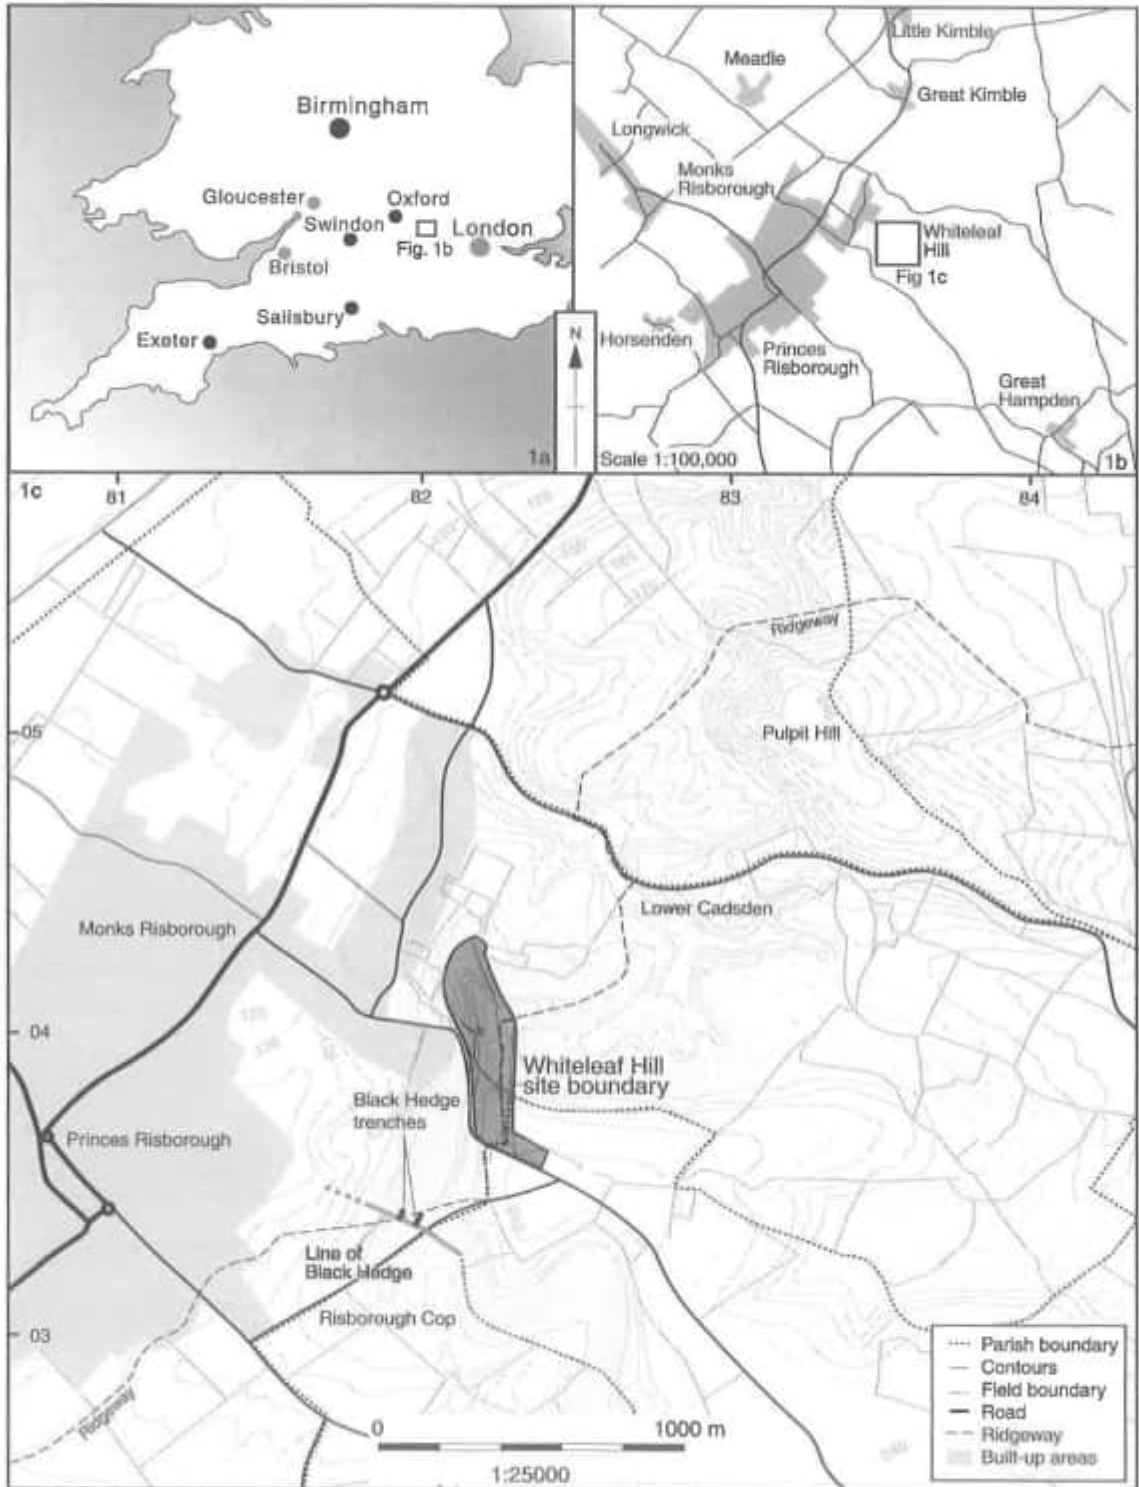 Birmingham
Gloucester
Oxford
Swindon
London
Fig. 1b
Bristol
Salisbury
Exeter
1a
N
Little Kimble
Meadle
Great Kimble
Longwick
Monks
Risborough
Whiteleaf
Hill
Fig 1c
Horsenden
Princes
Risborough
Great
Hampden
Scale 1:100,000
1b
1c
81
82
83
84
Ridgeway
05
Pulpil Hill
Lower Cadsden
Monks Risborough
04
Whiteleaf Hill
site boundary
Black Hedge
trenches
Princes Risborough
Line of
Black Hedge
Risborough Cop
03
Ridgeway
Parish boundary
Contours
Field boundary
Road
Ridgeway
Built-up areas
0
1000 m
1:25000